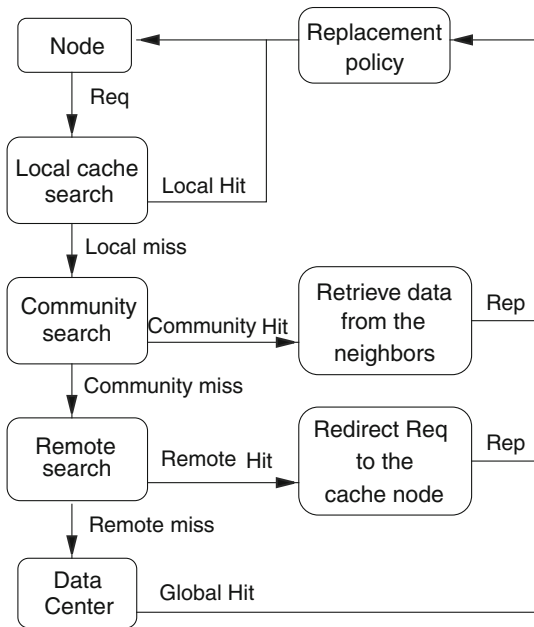 Node
Replacement
policy
Req
Local cache
search
Local Hit
Local miss
Community
search
Community Hit
Retrieve data
from the
neighbors
Rep
Community miss
Remote
search
Remote Hit
Redirect Req
to the
cache node
Rep
Remote miss
Data
Center
Global Hit